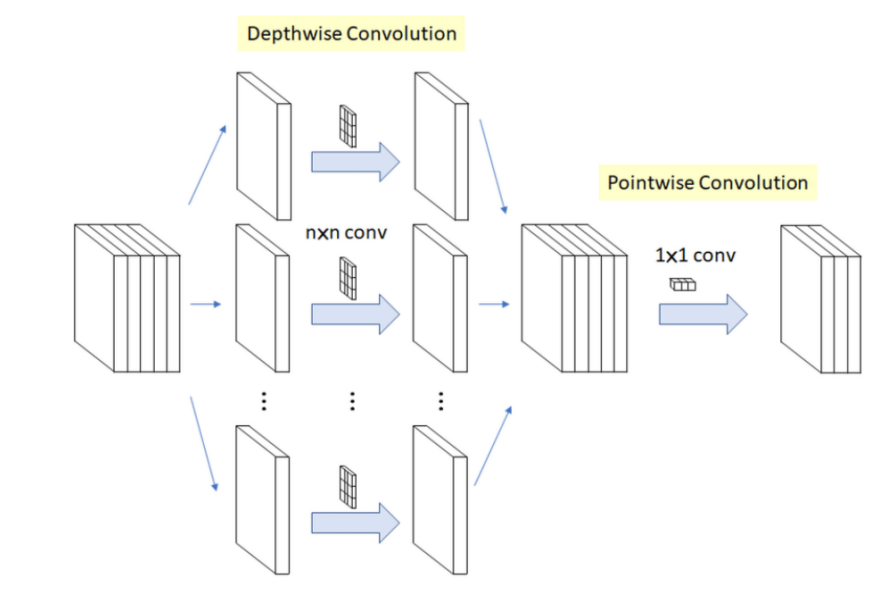 Depthwise Convolution
Pointwise Convolution
nxn conv
1x1 conv